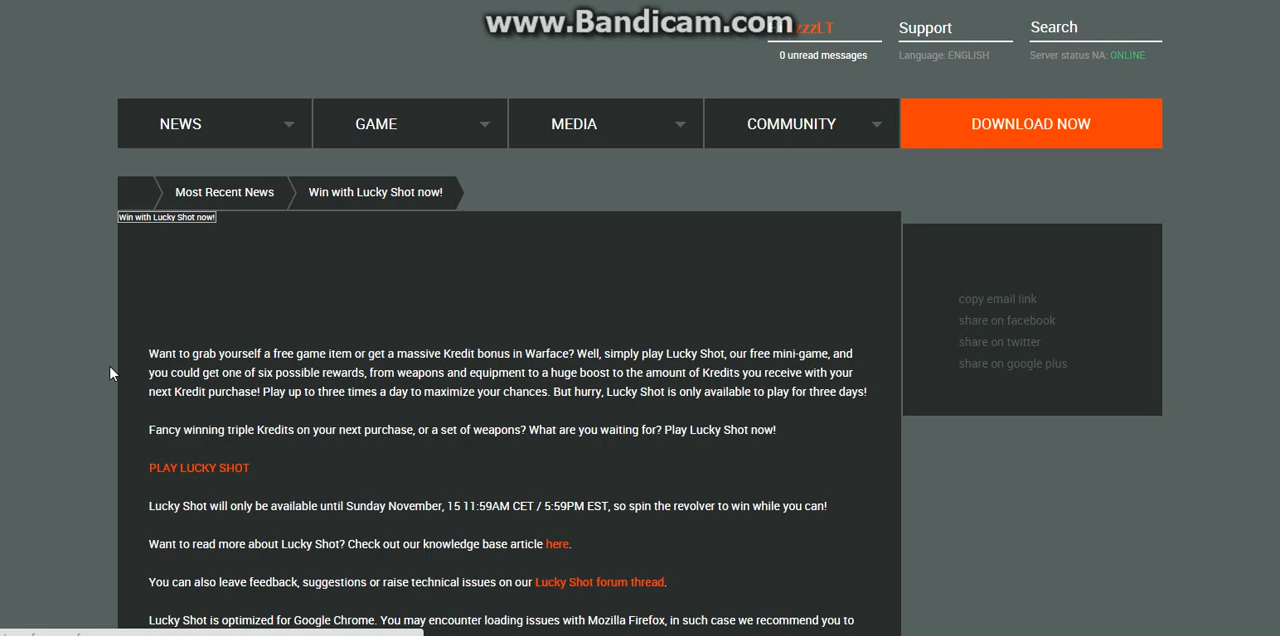 www.Bandicam.com
zzzLT
Support
Search
0 unread messages
Language: ENGLISH
Server status NA: ONLINE
NEWS
GAME
MEDIA
COMMUNITY
DOWNLOAD NOW
Most Recent News
Win with Lucky Shot now!
Win with Lucky Shot now!
copy email link
share on facebook
share on twitter
share on google plus
Want to grab yourself a free game item or get a massive Kredit bonus in Warface? Well, simply play Lucky Shot, our free mini-game, and
you could get one of six possible rewards, from weapons and equipment to a huge boost to the amount of Kredits you receive with your
next Kredit purchase! Play up to three times a day to maximize your chances. But hurry, Lucky Shot is only available to play for three days!
Fancy winning triple Kredits on your next purchase, or a set of weapons? What are you waiting for? Play Lucky Shot now!
PLAY LUCKY SHOT
Lucky Shot will only be available until Sunday November, 15 11:59AM CET / 5:59PM EST, so spin the revolver to win while you can!
Want to read more about Lucky Shot? Check out our knowledge base article here.
You can also leave feedback, suggestions or raise technical issues on our Lucky Shot forum thread.
Lucky Shot is optimized for Google Chrome. You may encounter loading issues with Mozilla Firefox, in such case we recommend you to